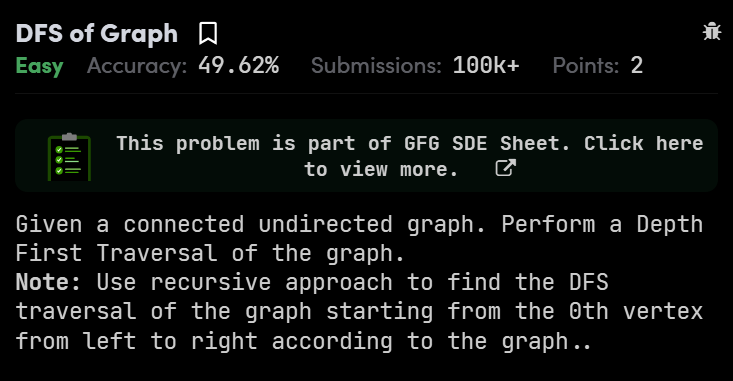 DFS of Graph
Easy Accuracy: 49.62% Submissions: 100k+ Points: 2
This problem is part of GFG SDE Sheet. Click here
to view more.
Given a connected undirected graph. Perform a Depth
First Traversal of the graph.
Note: Use recursive approach to find the DFS
traversal of the graph starting from the 0th vertex
from left to right according to the graph..